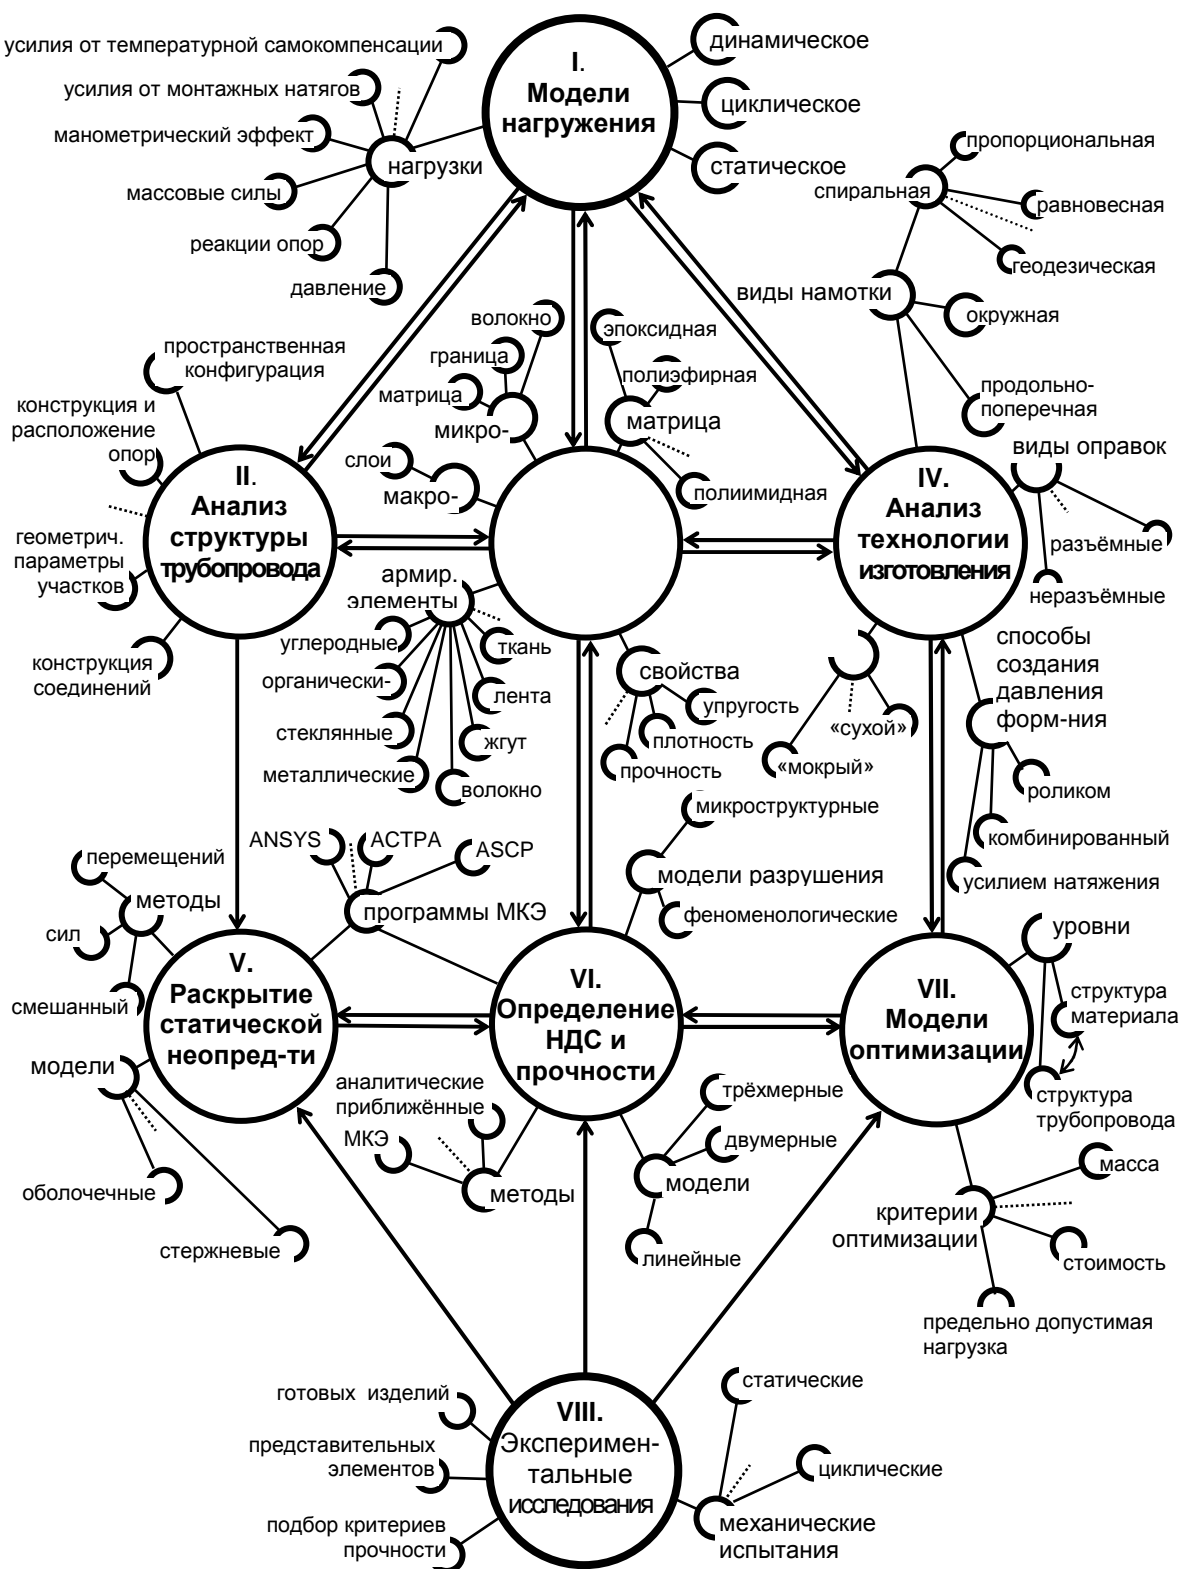 усилия от температурной самокомпенсации
усилия от монтажных натягов
манометрический эффект
массовые силы
реакции опор
давление
нагрузки
I.
Модели
нагружения
динамическое
циклическое
статическое
пропорциональная
спиральная
равновесная
геодезическая
виды намотки
окружная
продольно-
поперечная
волокно
граница
матрица
микро-
слои
макро-
эпоксидная
полиэфирная
матрица
полиимидная
пространственная
конфигурация
конструкция и
расположение
опор
геометрич.
параметры
участков
конструкция
соединений
II.
Анализ
структуры
трубопровода
IV.
Анализ
технологии
изготовления
виды оправок
разъёмные
неразъёмные
армир.
элементы
углеродные
органически-
стеклянные
металлические
ткань
лента
жгут
волокно
свойства
упругость
плотность
прочность
«сухой»
«мокрый»
способы
создания
давления
форм-ния
роликом
комбинированный
усилием натяжения
микроструктурные
модели разрушения
феноменологические
ANSYS
АСТРА
ASCP
программы МКЭ
перемещений
методы
сил
смешанный
модели
оболочечные
стержневые
V.
Раскрытие
статической
неопред-ти
VI.
Определение
НДС и
прочности
VII.
Модели
оптимизации
уровни
структура
материала
структура
трубопровода
аналитические
приближённые
МКЭ
методы
трёхмерные
двумерные
модели
линейные
масса
критерии
оптимизации
стоимость
предельно допустимая
нагрузка
готовых изделий
представительных
элементов
подбор критериев
прочности
VIII.
Эксперимен-
тальные
исследования
статические
циклические
механические
испытания